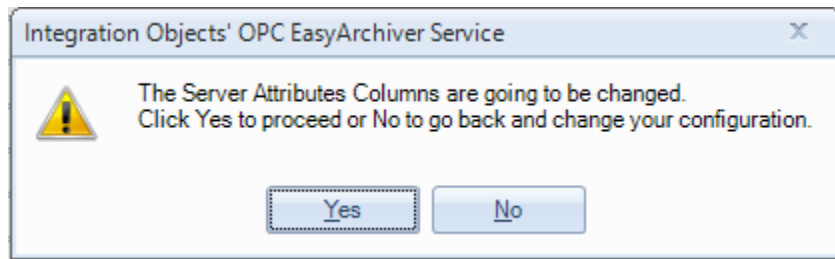 Integration Objects' OPC EasyArchiver Service
The Server Attributes Columns are going to be changed.
Click Yes to proceed or No to go back and change your configuration.
Yes
No